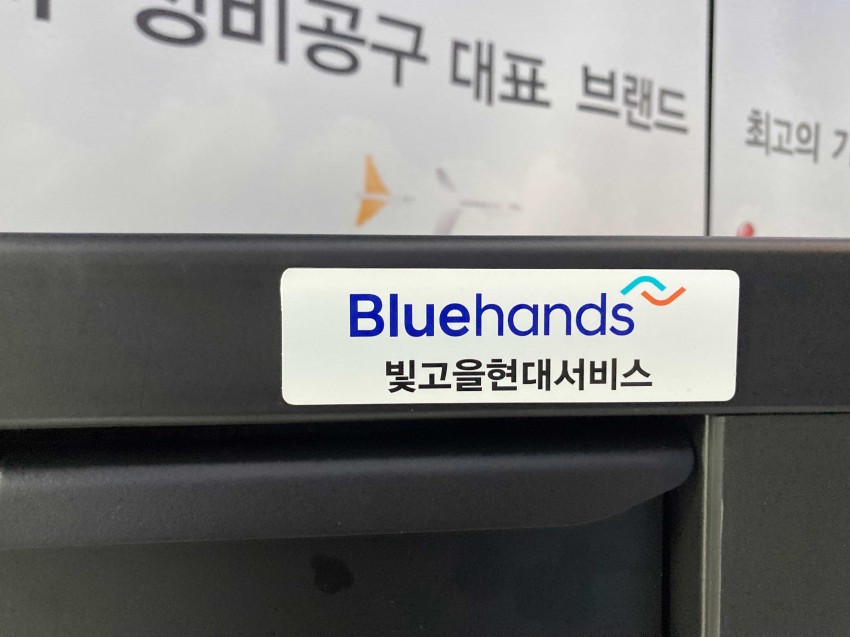 정비공구 대표 브랜드
최고의
Bluehands
빛고을현대서비스